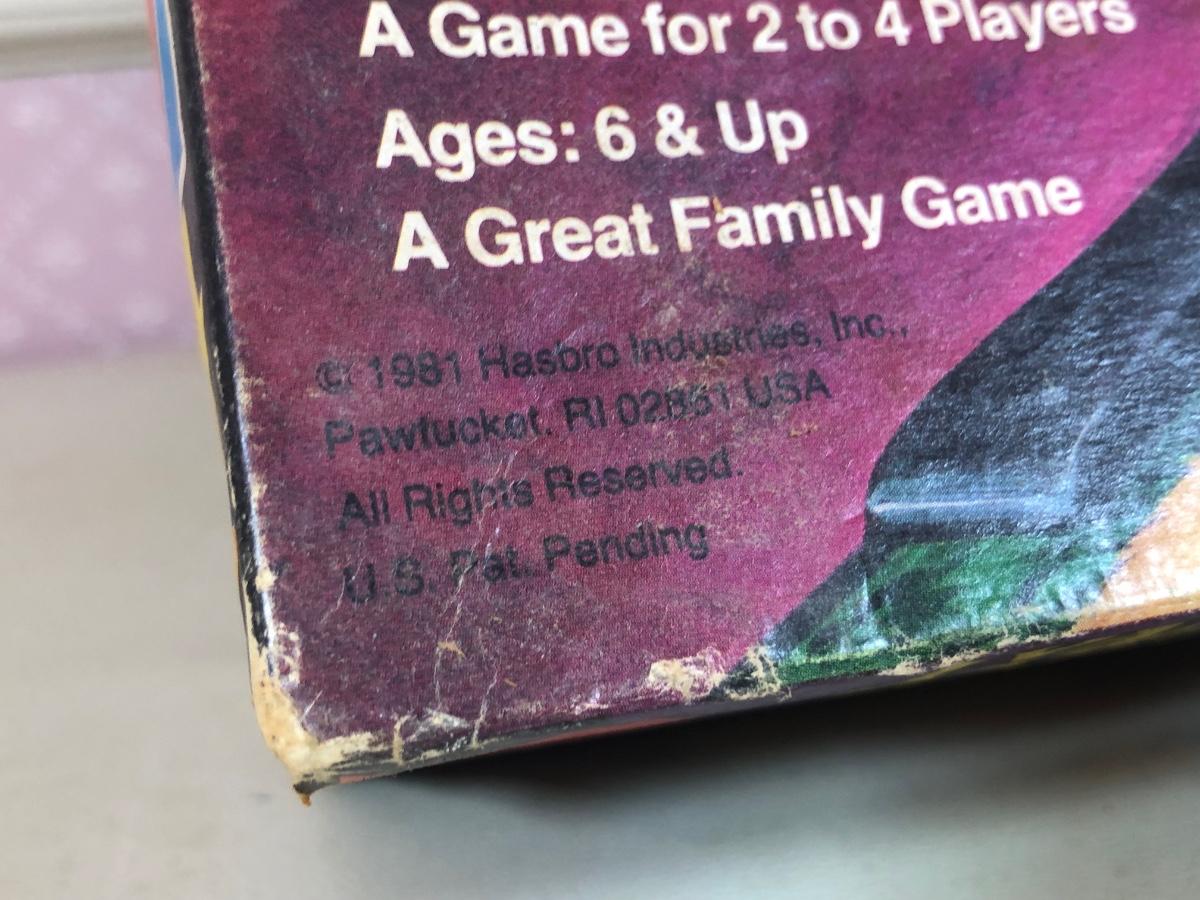 A Game for 2 to 4 Players
Ages: 6 & Up
A Great Family Game
© 1981 Hasbro Industries, Inc.,
Pawtucket, RI 02861 USA
All Rights Reserved.
U.S. Pat. Pending